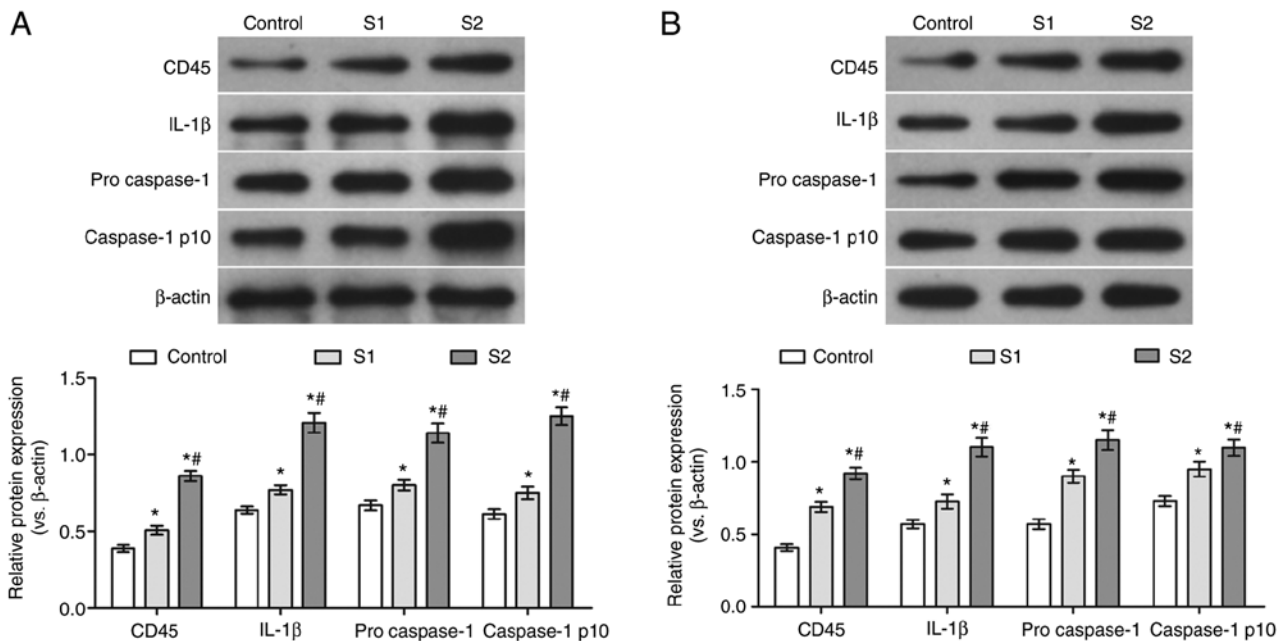 A
Control S1 S2
CD45
IL-1β
Pro caspase-1
Caspase-1 p10
β-actin
Control S1 S2
Relative protein expression
(vs. β-actin)
1.5
1.0
0.5
0.0
* *# * *# * *# * *#
CD45 IL-1β Pro caspase-1 Caspase-1 p10
B
Control S1 S2
CD45
IL-1β
Pro caspase-1
Caspase-1 p10
β-actin
Control S1 S2
Relative protein expression
(vs. β-actin)
1.5
1.0
0.5
0.0
* *# * *# * *# * *#
CD45 IL-1β Pro caspase-1 Caspase-1 p10